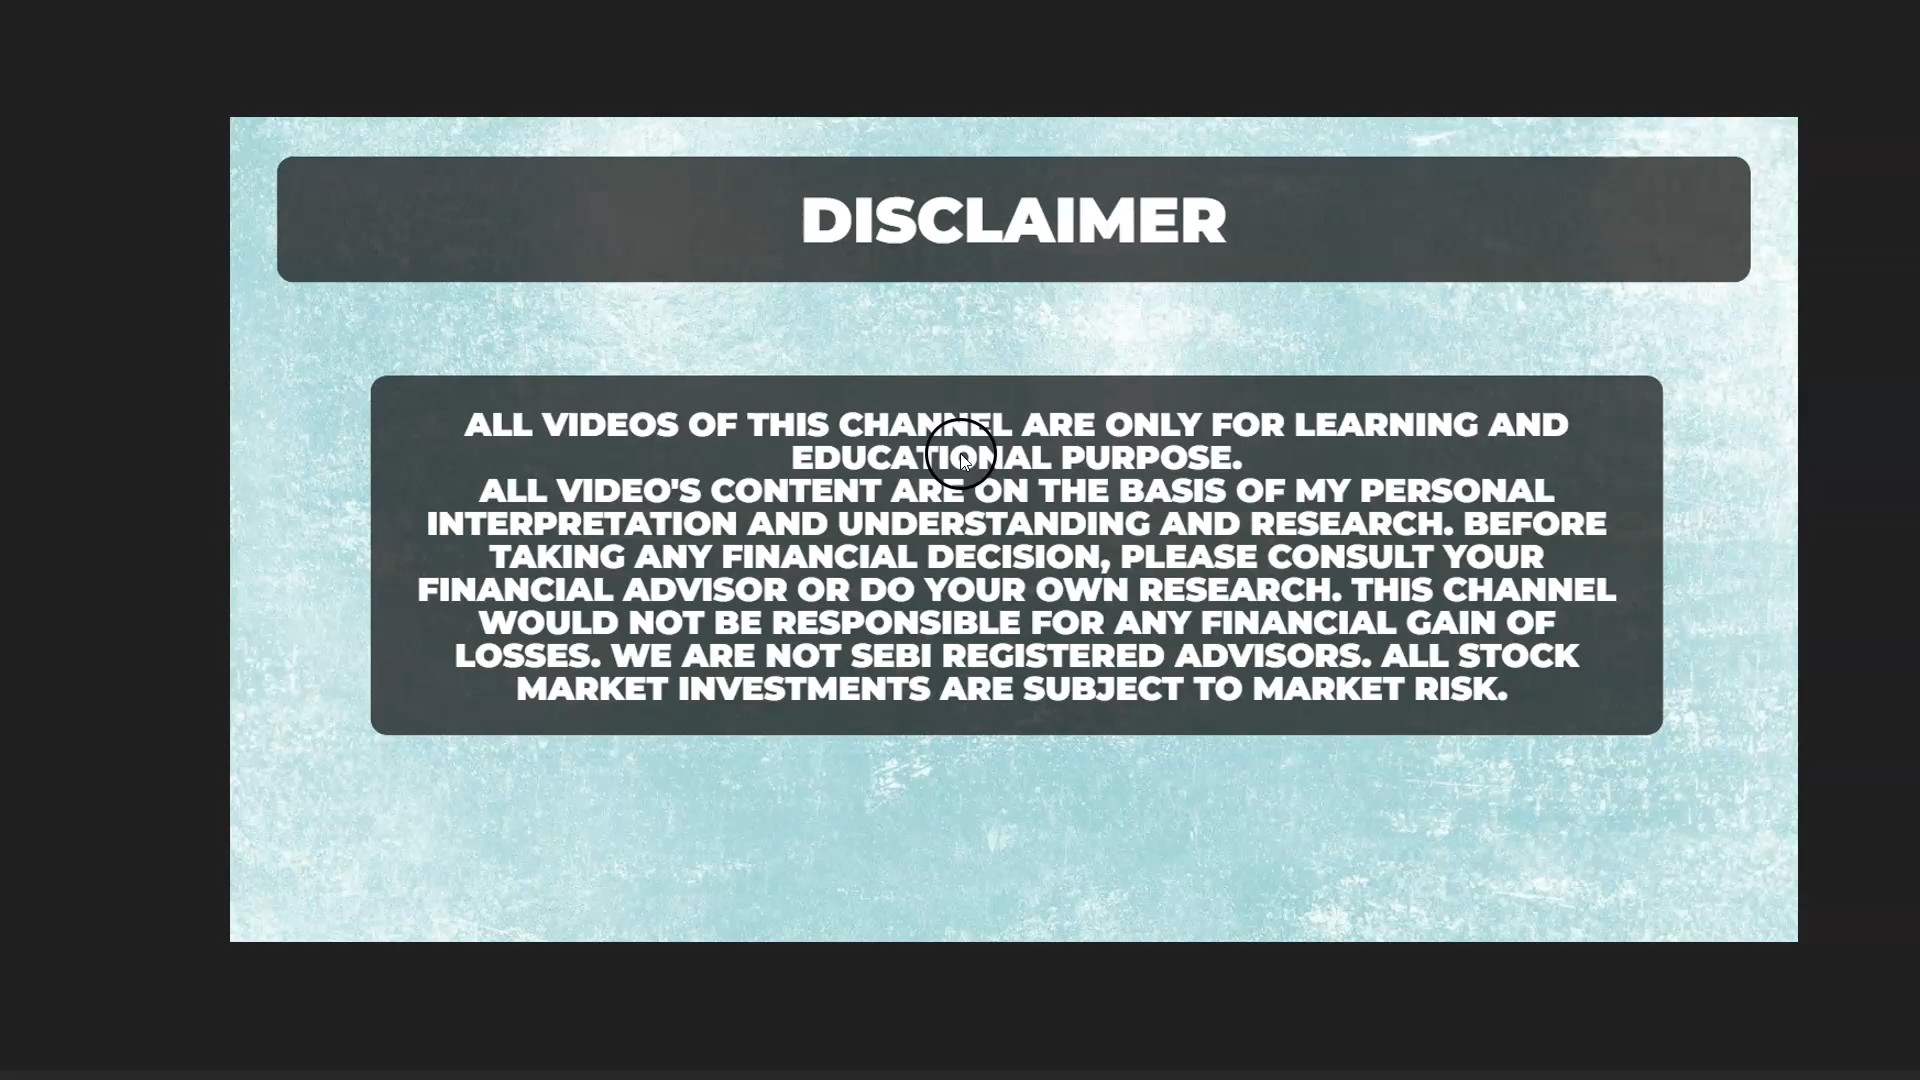 DISCLAIMER
ALL VIDEOS OF THIS CHANNEL ARE ONLY FOR LEARNING AND
EDUCATIONAL PURPOSE.
ALL VIDEO'S CONTENT ARE ON THE BASIS OF MY PERSONAL
INTERPRETATION AND UNDERSTANDING AND RESEARCH. BEFORE
TAKING ANY FINANCIAL DECISION, PLEASE CONSULT YOUR
FINANCIAL ADVISOR OR DO YOUR OWN RESEARCH. THIS CHANNEL
WOULD NOT BE RESPONSIBLE FOR ANY FINANCIAL GAIN OF
LOSSES. WE ARE NOT SEBI REGISTERED ADVISORS. ALL STOCK
MARKET INVESTMENTS ARE SUBJECT TO MARKET RISK.